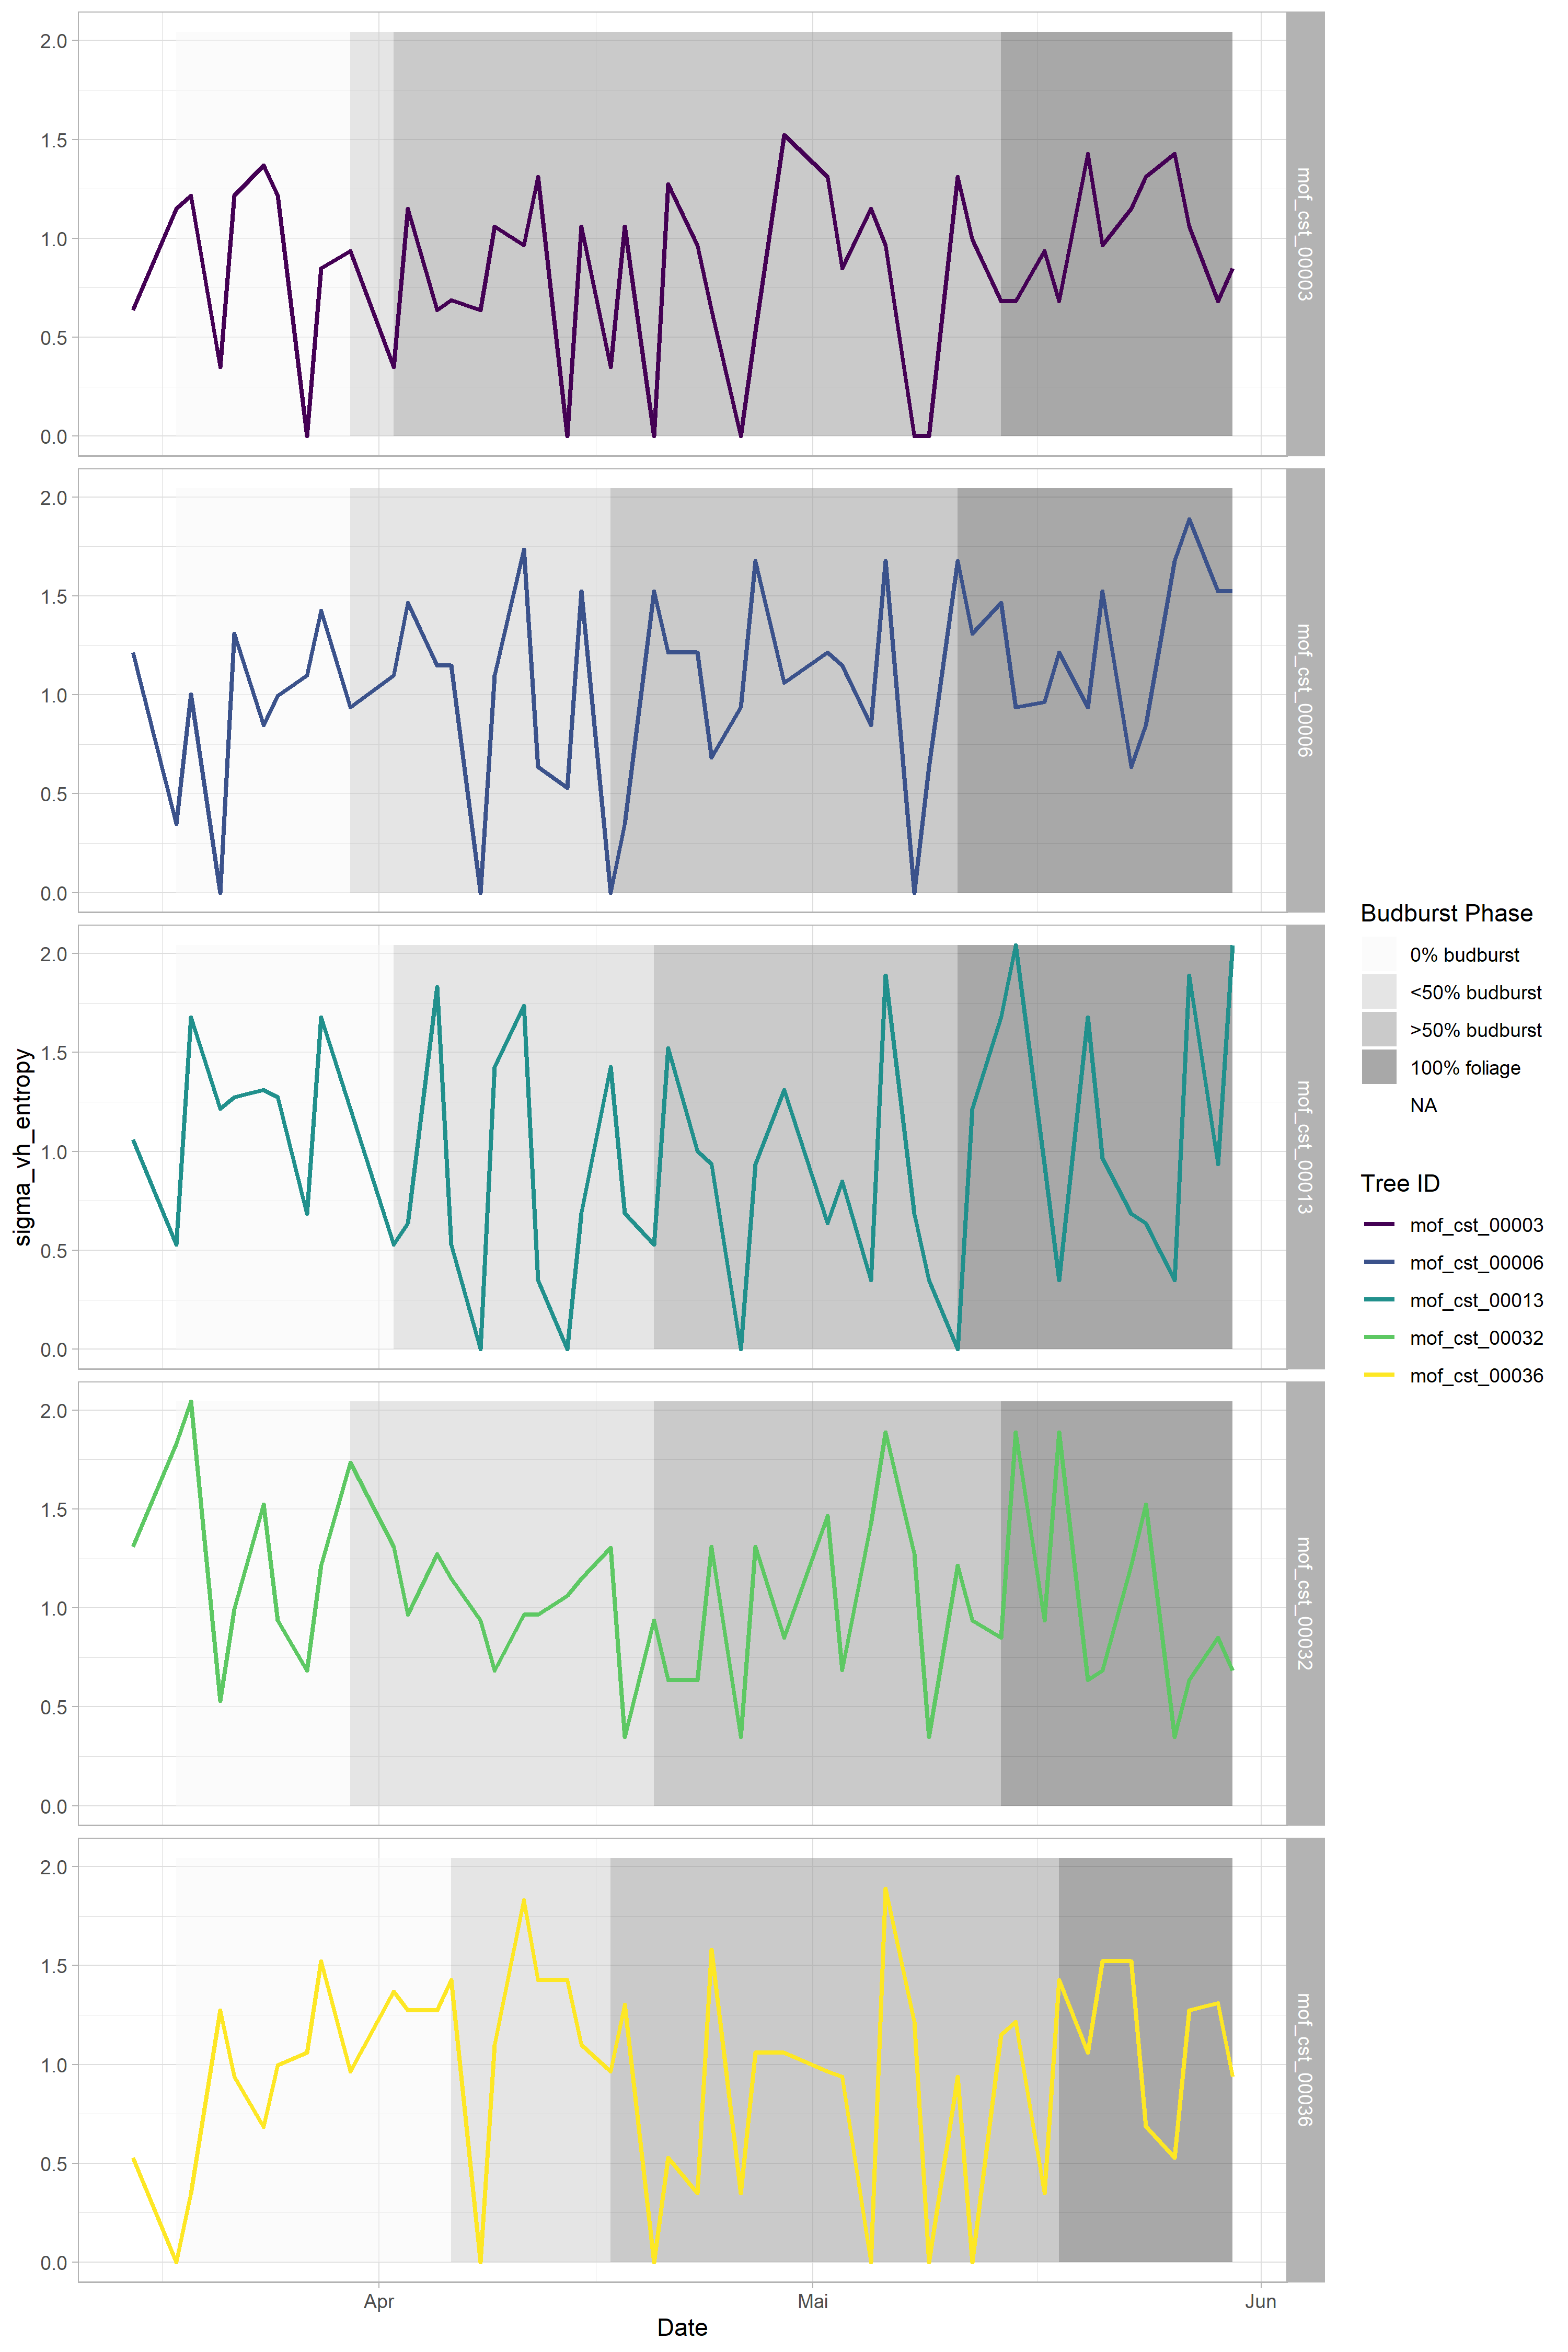 2.0
1.5
1.0
0.5
0.0
mof_cst_00003
2.0
1.5
1.0
0.5
0.0
mof_cst_00006
2.0
1.5
1.0
0.5
0.0
mof_cst_00013
2.0
1.5
1.0
0.5
0.0
mof_cst_00032
2.0
1.5
1.0
0.5
0.0
mof_cst_00036
sigma_vh_entropy
Apr
Mai
Jun
Date
Budburst Phase
0% budburst
<50% budburst
>50% budburst
100% foliage
NA
Tree ID
mof_cst_00003
mof_cst_00006
mof_cst_00013
mof_cst_00032
mof_cst_00036